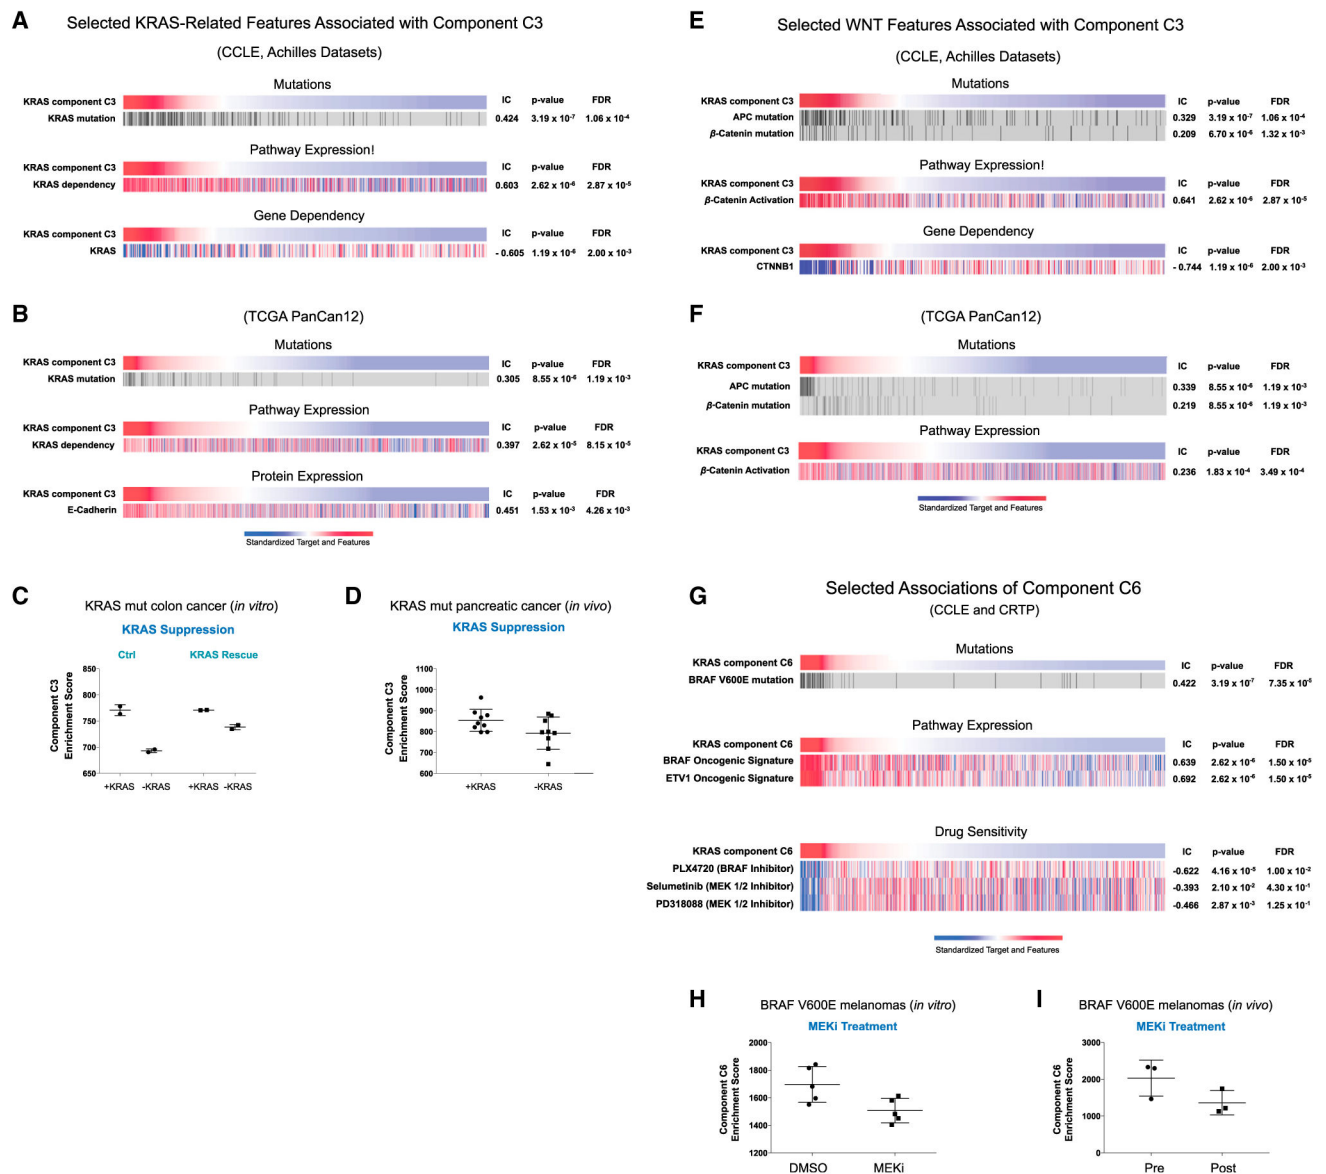 A
Selected KRAS-Related Features Associated with Component C3
(CCLE, Achilles Datasets)
Mutations
KRAS component C3 IC p-value FDR
KRAS mutation 0.424 3.19 x 10-7 1.06 x 10-4
Pathway Expression!
KRAS component C3 IC p-value FDR
KRAS dependency 0.603 2.62 x 10-6 2.87 x 10-5
Gene Dependency
KRAS component C3 IC p-value FDR
KRAS - 0.605 1.19 x 10-6 2.00 x 10-3
B
(TCGA PanCan12)
Mutations
KRAS component C3 IC p-value FDR
KRAS mutation 0.305 8.55 x 10-6 1.19 x 10-3
Pathway Expression
KRAS component C3 IC p-value FDR
KRAS dependency 0.397 2.62 x 10-5 8.15 x 10-5
Protein Expression
KRAS component C3 IC p-value FDR
E-Cadherin 0.451 1.53 x 10-3 4.26 x 10-3
Standardized Target and Features
C
KRAS mut colon cancer (in vitro)
KRAS Suppression
Ctrl KRAS Rescue
Component C3
Enrichment Score
850
800
750
700
650
+KRAS -KRAS +KRAS -KRAS
D
KRAS mut pancreatic cancer (in vivo)
KRAS Suppression
Component C3
Enrichment Score
1100
1000
900
800
700
600
+KRAS -KRAS
E
Selected WNT Features Associated with Component C3
(CCLE, Achilles Datasets)
Mutations
KRAS component C3 IC p-value FDR
APC mutation 0.329 3.19 x 10-7 1.06 x 10-4
β-Catenin mutation 0.209 6.70 x 10-6 1.32 x 10-3
Pathway Expression!
KRAS component C3 IC p-value FDR
β-Catenin Activation 0.641 2.62 x 10-6 2.87 x 10-5
Gene Dependency
KRAS component C3 IC p-value FDR
CTNNB1 - 0.744 1.19 x 10-6 2.00 x 10-3
F
(TCGA PanCan12)
Mutations
KRAS component C3 IC p-value FDR
APC mutation 0.339 8.55 x 10-6 1.19 x 10-3
β-Catenin mutation 0.219 8.55 x 10-6 1.19 x 10-3
Pathway Expression
KRAS component C3 IC p-value FDR
β-Catenin Activation 0.236 1.83 x 10-4 3.49 x 10-4
Standardized Target and Features
G
Selected Associations of Component C6
(CCLE and CRTP)
Mutations
KRAS component C6 IC p-value FDR
BRAF V600E mutation 0.422 3.19 x 10-7 7.35 x 10-6
Pathway Expression
KRAS component C6 IC p-value FDR
BRAF Oncogenic Signature 0.639 2.62 x 10-6 1.50 x 10-5
ETV1 Oncogenic Signature 0.692 2.62 x 10-6 1.50 x 10-5
Drug Sensitivity
KRAS component C6 IC p-value FDR
PLX4720 (BRAF Inhibitor) -0.622 4.16 x 10-5 1.00 x 10-2
Selumetinib (MEK 1/2 Inhibitor) -0.393 2.10 x 10-2 4.30 x 10-1
PD318088 (MEK 1/2 Inhibitor) -0.466 2.87 x 10-3 1.25 x 10-1
Standardized Target and Features
H
BRAF V600E melanomas (in vitro)
MEKi Treatment
Component C6
Enrichment Score
2000
1800
1600
1400
1200
DMSO MEKi
I
BRAF V600E melanomas (in vivo)
MEKi Treatment
Component C6
Enrichment Score
3000
2000
1000
0
Pre Post